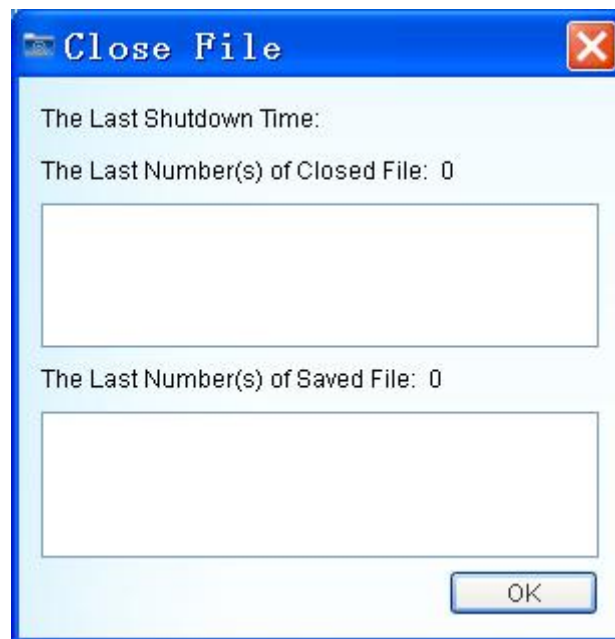 Close File
The Last Shutdown Time:
The Last Number(s) of Closed File: 0
The Last Number(s) of Saved File: 0
OK